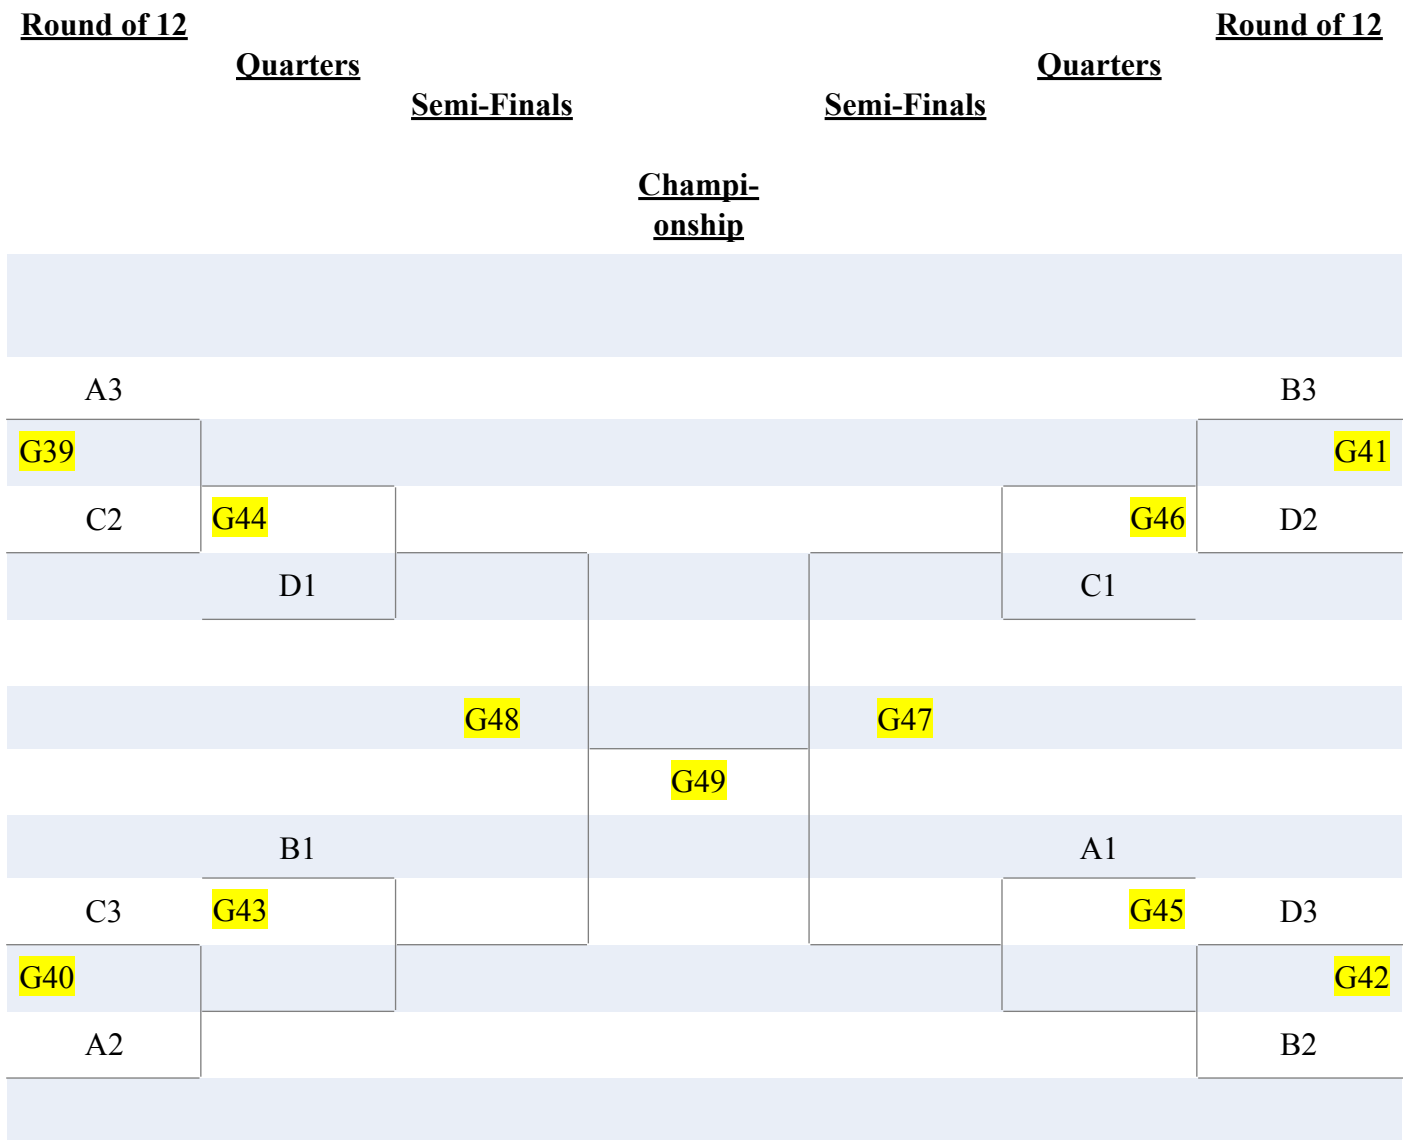 Round of 12 Round of 12
Quarters Quarters
Semi-Finals Semi-Finals
Champi-
onship
A3 B3
G39 G41
C2 G44 G46 D2
D1 C1
G48 G47
G49
B1 A1
C3 G43 G45 D3
G40 G42
A2 B2